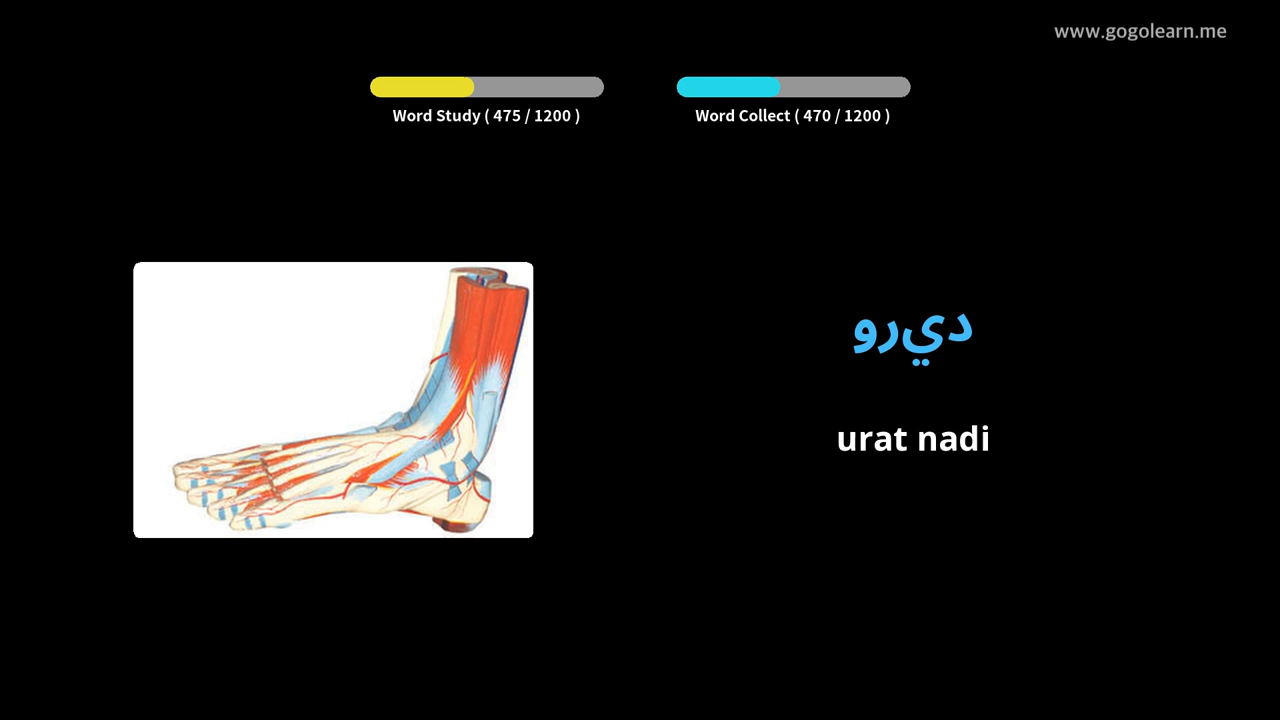 www.gogolearn.me
Word Study ( 475 / 1200 )
Word Collect ( 470 / 1200 )
ديرو
urat nadi